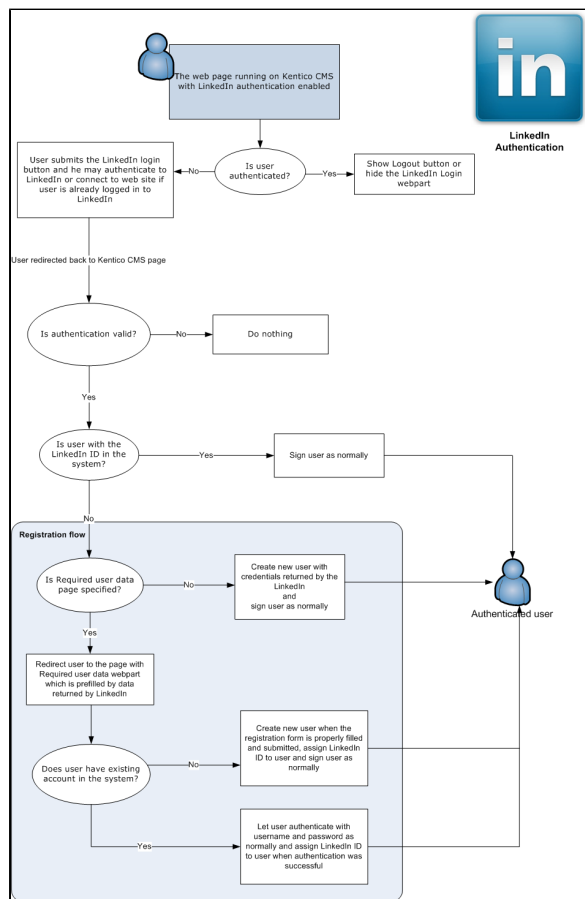 The web page running on Kentico CMS
with LinkedIn authentication enabled
in
LinkedIn
Authentication
User submits the LinkedIn login
button and he may authenticate to
LinkedIn or connect to web site if
user is already logged in to
LinkedIn
No
Is user
authenticated?
Yes
Show Logout button or
hide the LinkedIn Login
webpart
User redirected back to Kentico CMS page
Is authentication valid?
No
Do nothing
Yes
Is user with the
LinkedIn ID in the
system?
Yes
Sign user as normally
No
Registration flow
Is Required user data
page specified?
No
Create new user with
credentials returned by the
LinkedIn
and
sign user as normally
Authenticated user
Yes
Redirect user to the page with
Required user data webpart
which is prefilled by data
returned by LinkedIn
Does user have existing
account in the system?
No
Create new user when the
registration form is properly filled
and submitted, assign LinkedIn
ID to user and sign user as
normally
Yes
Let user authenticate with
username and password as
normally and assign LinkedIn ID
to user when authentication was
successful